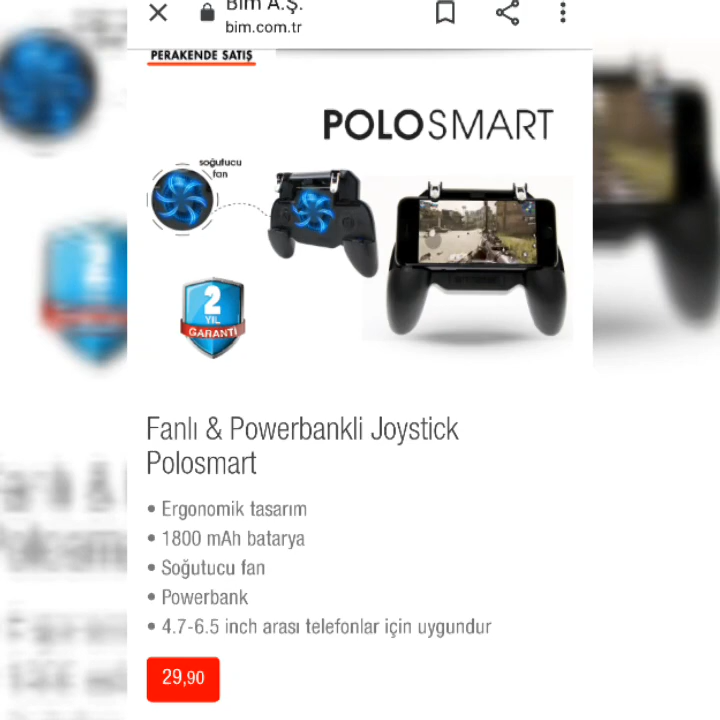 Bim A.Ş.
bim.com.tr
PERAKENDE SATIŞ
POLOSMART
soğutucu
fan
2
YIL
GARANTİ
Fanlı & Powerbankli Joystick
Polosmart
• Ergonomik tasarım
• 1800 mAh batarya
• Soğutucu fan
• Powerbank
• 4.7-6.5 inch arası telefonlar için uygundur
29,90